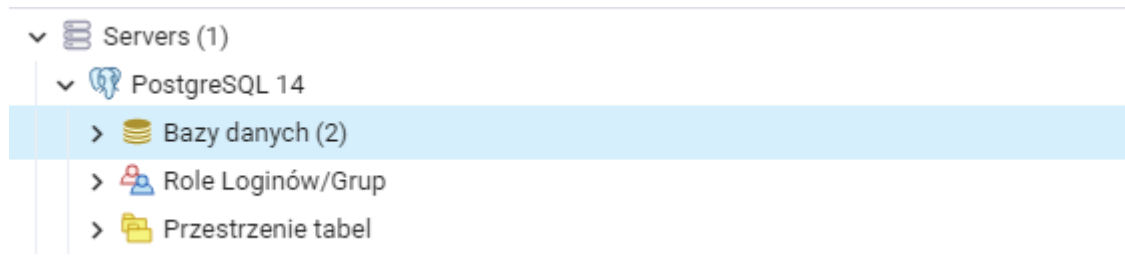 Servers (1)
PostgreSQL 14
Bazy danych (2)
Role Loginów/Grup
Przestrzenie tabel